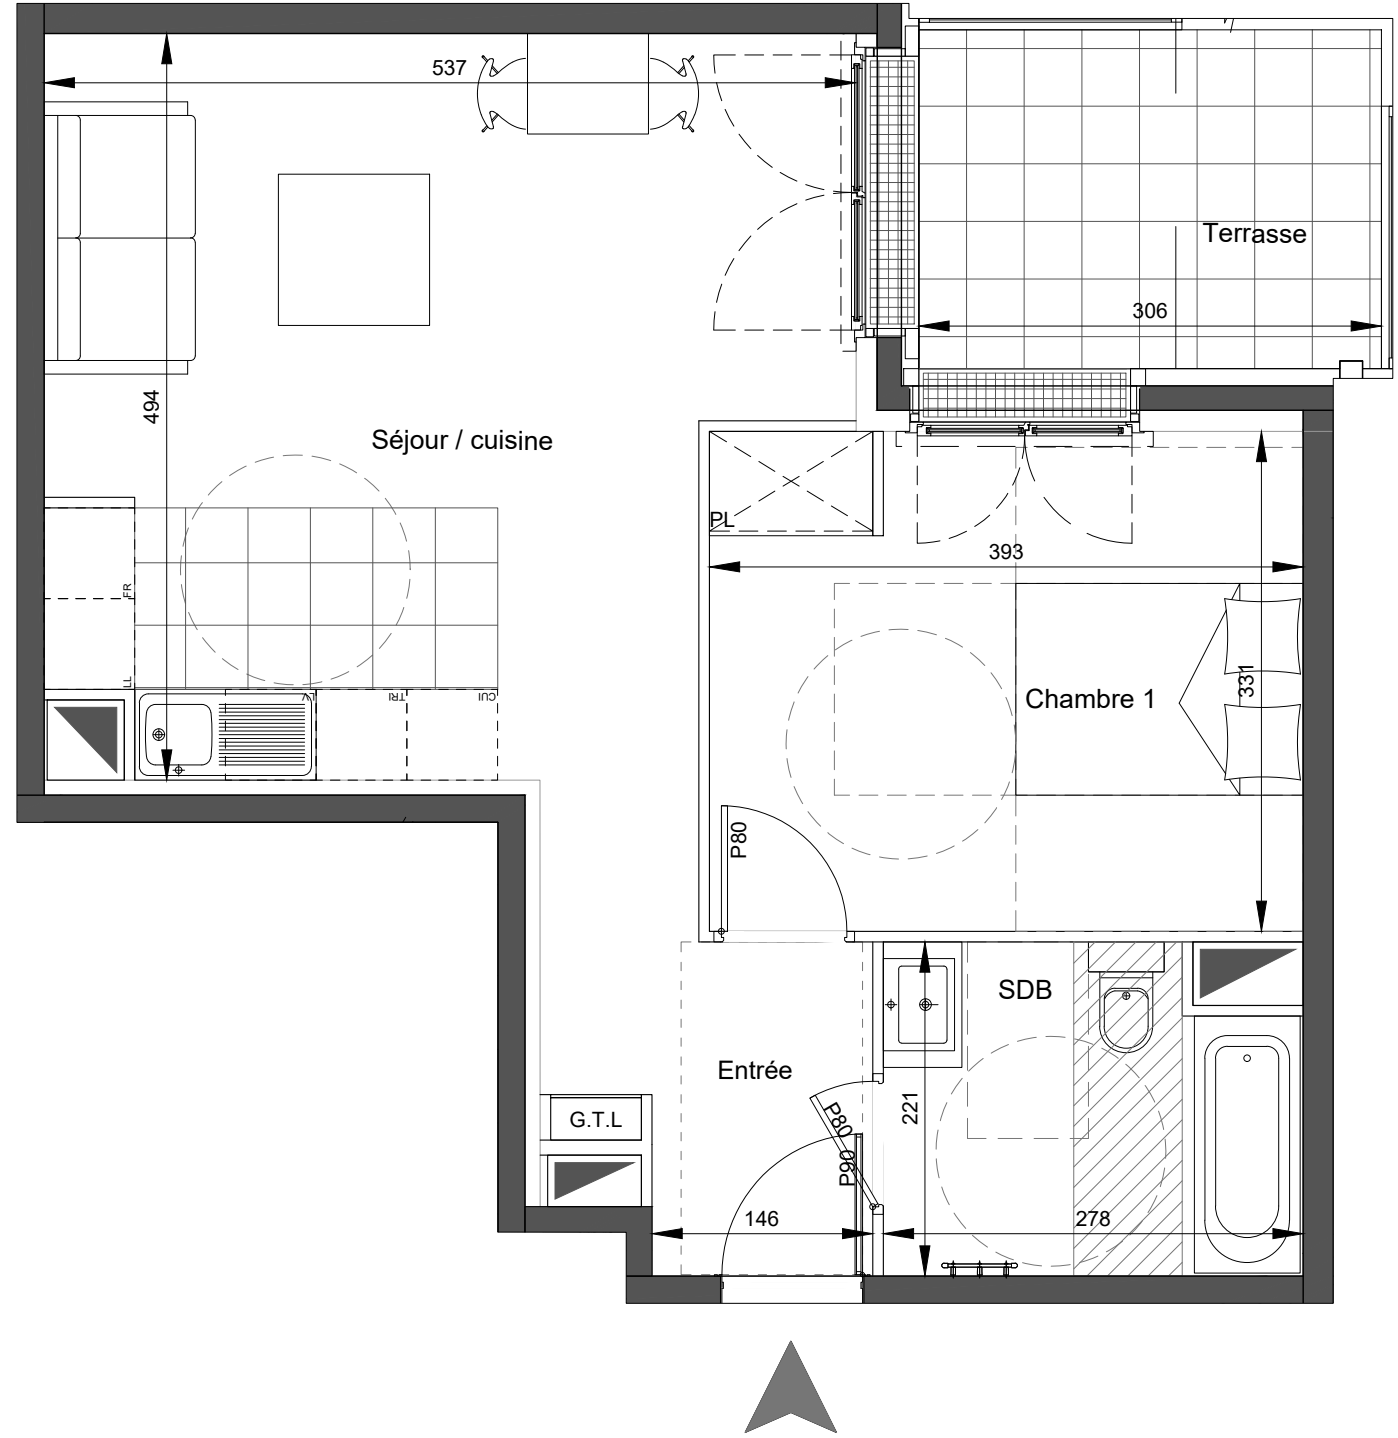 537
Terrasse
306
494
Séjour / cuisine
PL
393
FR
LL
LV
TRI
CUI
331
Chambre 1
P80
SDB
Entrée
G.T.L
P80
221
P90
146
278